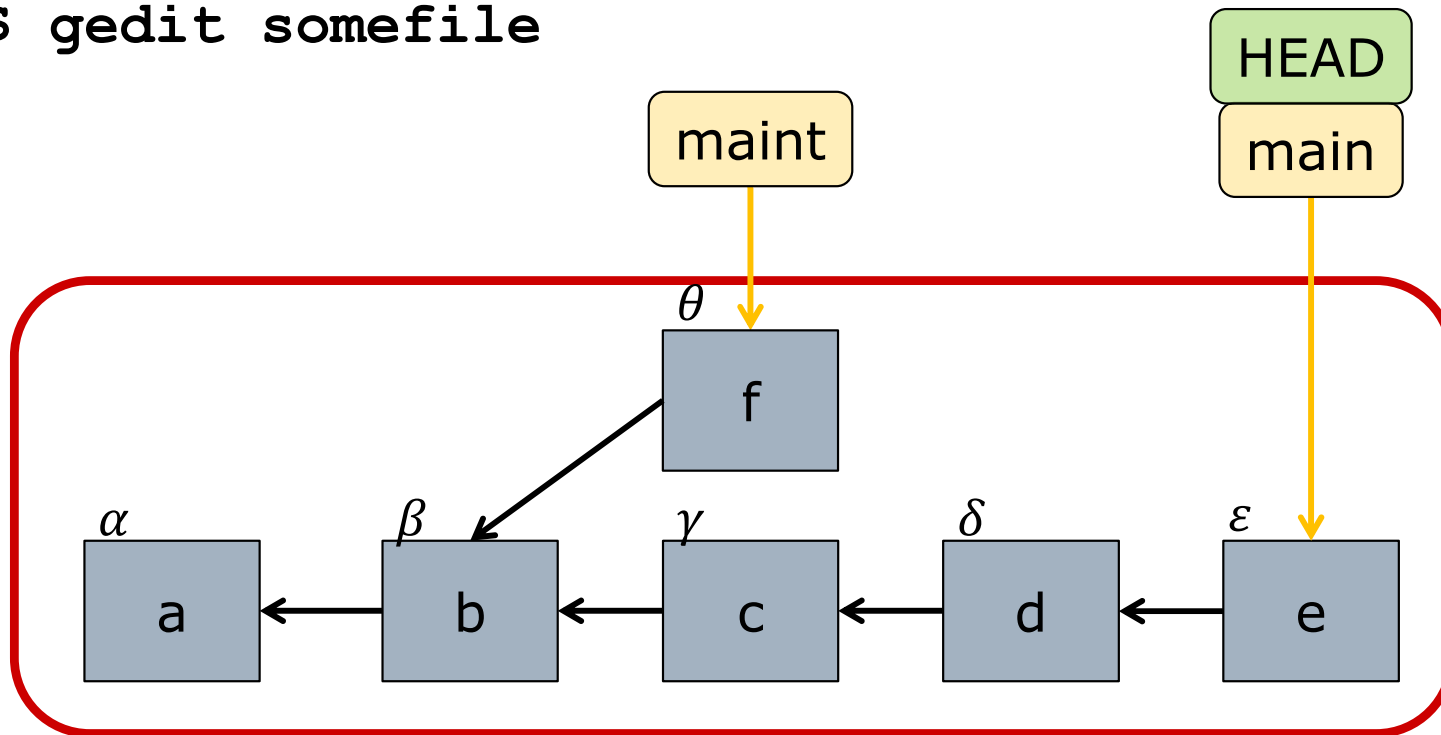 $ gedit somefile
HEAD
maint
main
θ
f
α
β
γ
δ
ε
a
b
c
d
e